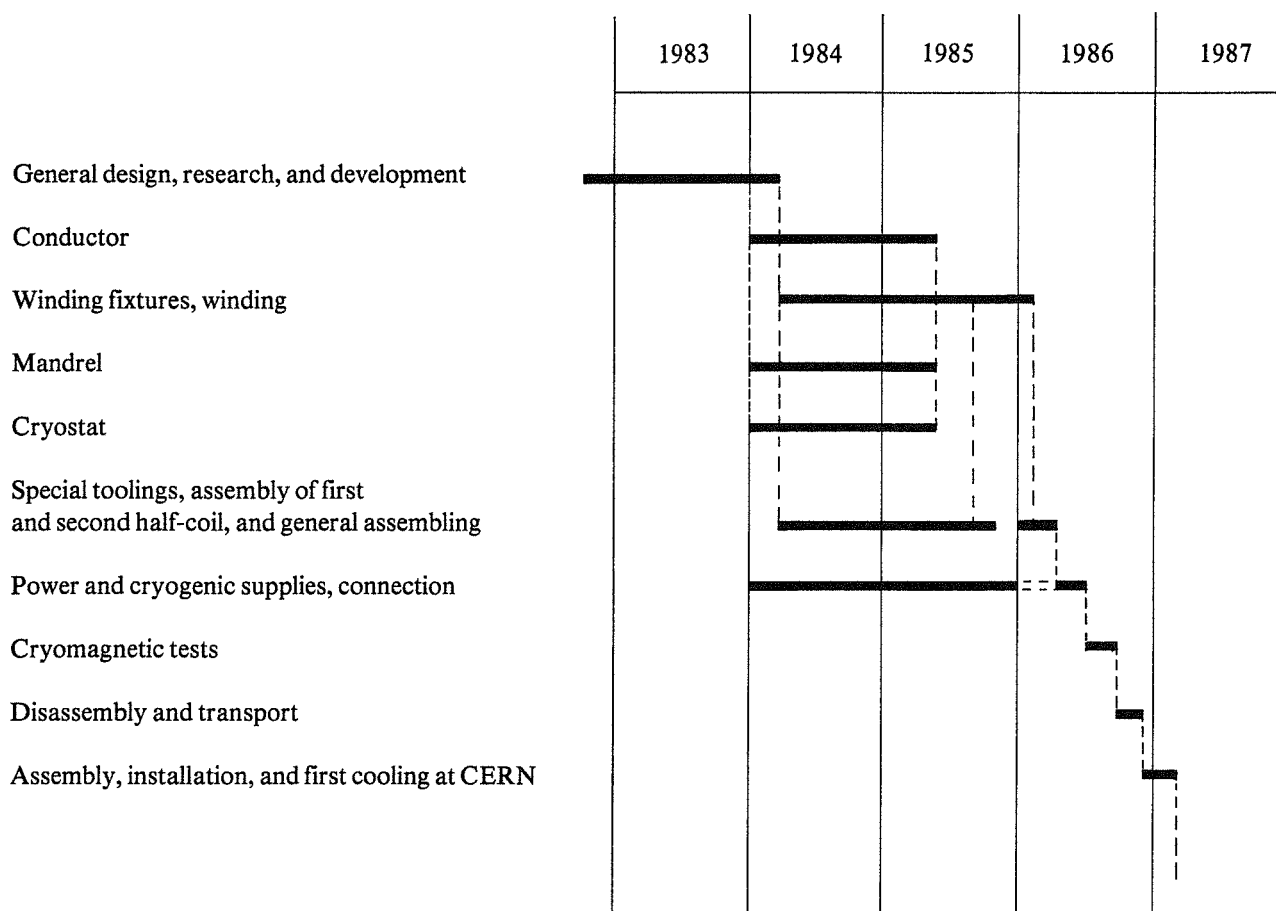 1983 1984 1985 1986 1987
General design, research, and development
Conductor
Winding fixtures, winding
Mandrel
Cryostat
Special toolings, assembly of first
and second half-coil, and general assembling
Power and cryogenic supplies, connection
Cryomagnetic tests
Disassembly and transport
Assembly, installation, and first cooling at CERN